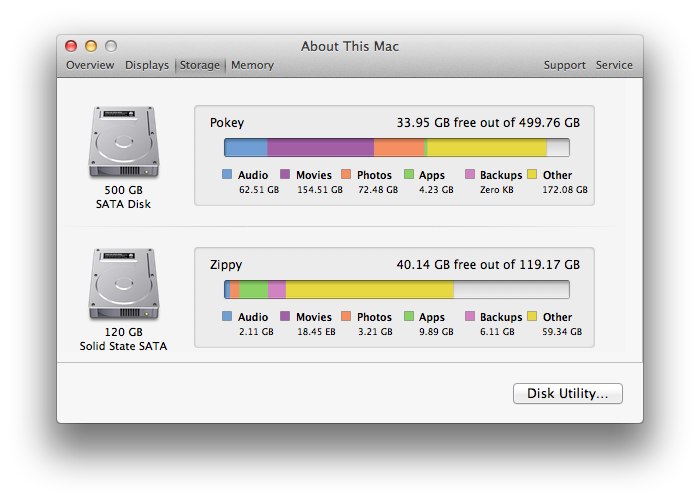 About This Mac
Overview Displays Storage Memory Support Service
Pokey 33.95 GB free out of 499.76 GB
Audio Movies Photos Apps Backups Other
62.51 GB 154.51 GB 72.48 GB 4.23 GB Zero KB 172.08 GB
500 GB
SATA Disk
Zippy 40.14 GB free out of 119.17 GB
Audio Movies Photos Apps Backups Other
2.11 GB 18.45 EB 3.21 GB 9.89 GB 6.11 GB 59.34 GB
120 GB
Solid State SATA
Disk Utility...